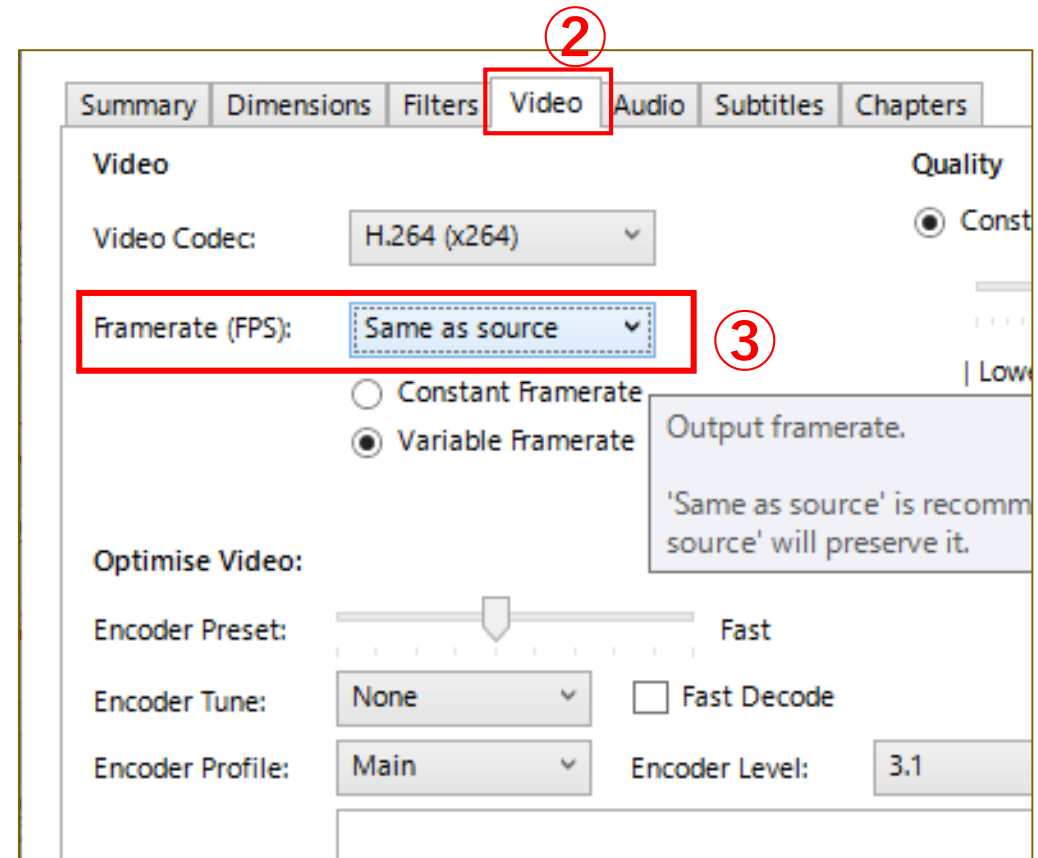 ②
Summary Dimensions Filters Video Audio Subtitles Chapters
Video Quality
Video Codec: H.264 (x264) Const
Framerate (FPS): Same as source ③
| Lowe
Constant Framerate
Variable Framerate
Output framerate.
'Same as source' is recomm
source' will preserve it.
Optimise Video:
Encoder Preset: Fast
Encoder Tune: None Fast Decode
Encoder Profile: Main Encoder Level: 3.1